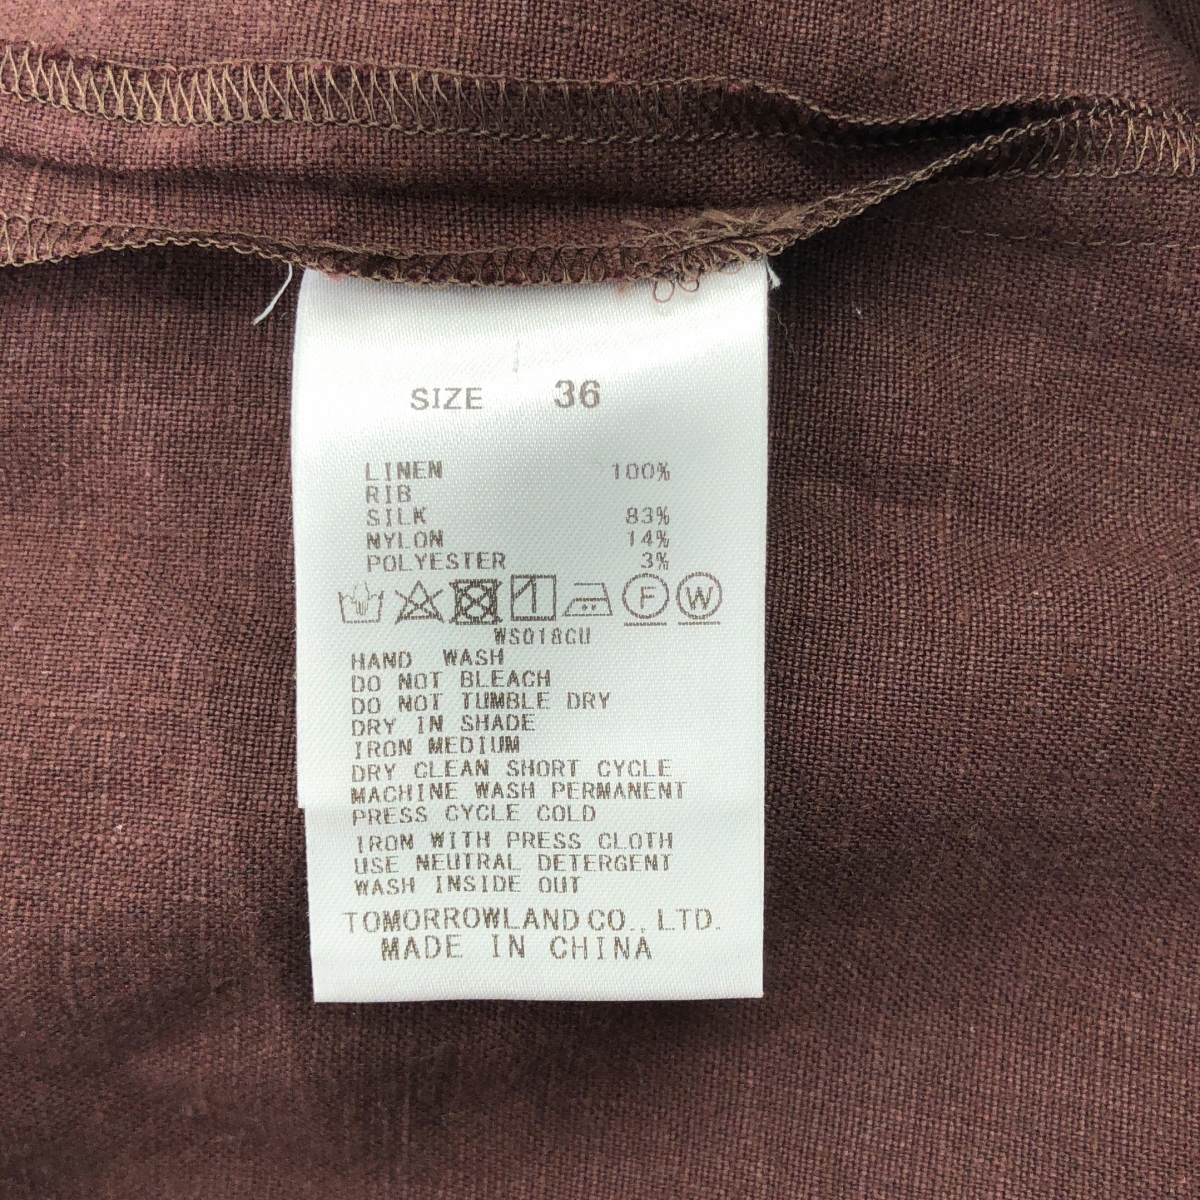 SIZE 36
LINEN 100%
RIB
SILK 83%
NYLON 14%
POLYESTER 3%
F W
WS018CU
HAND WASH
DO NOT BLEACH
DO NOT TUMBLE DRY
DRY IN SHADE
IRON MEDIUM
DRY CLEAN SHORT CYCLE
MACHINE WASH PERMANENT
PRESS CYCLE COLD
IRON WITH PRESS CLOTH
USE NEUTRAL DETERGENT
WASH INSIDE OUT
TOMORROWLAND CO., LTD.
MADE IN CHINA